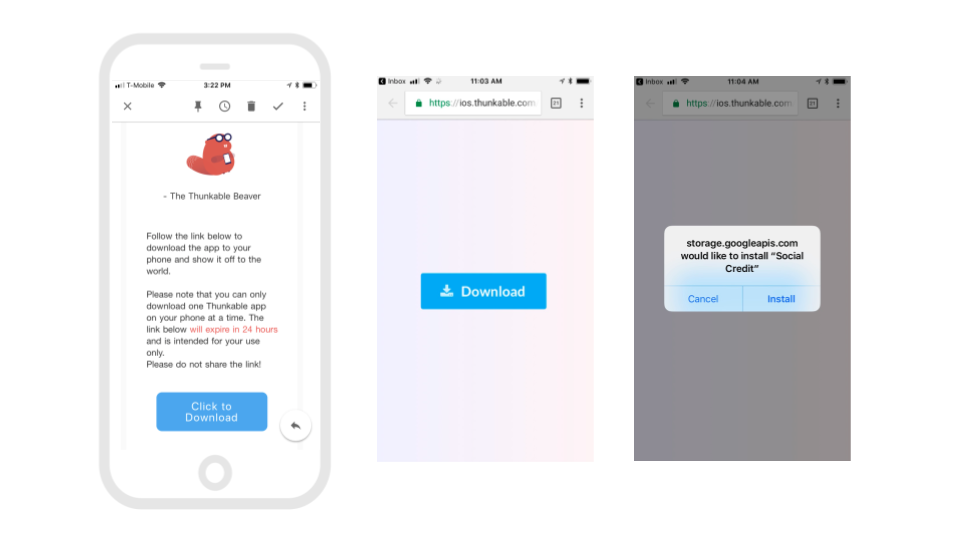 T-Mobile 3:22 PM
- The Thunkable Beaver
Follow the link below to
download the app to your
phone and show it off to the
world.
Please note that you can only
download one Thunkable app
on your phone at a time. The
link below will expire in 24 hours
and is intended for your use
only.
Please do not share the link!
Click to
Download
Inbox 11:03 AM
https://ios.thunkable.com
21
Download
Inbox 11:04 AM
https://ios.thunkable.com
21
storage.googleapis.com
would like to install “Social
Credit”
Cancel Install